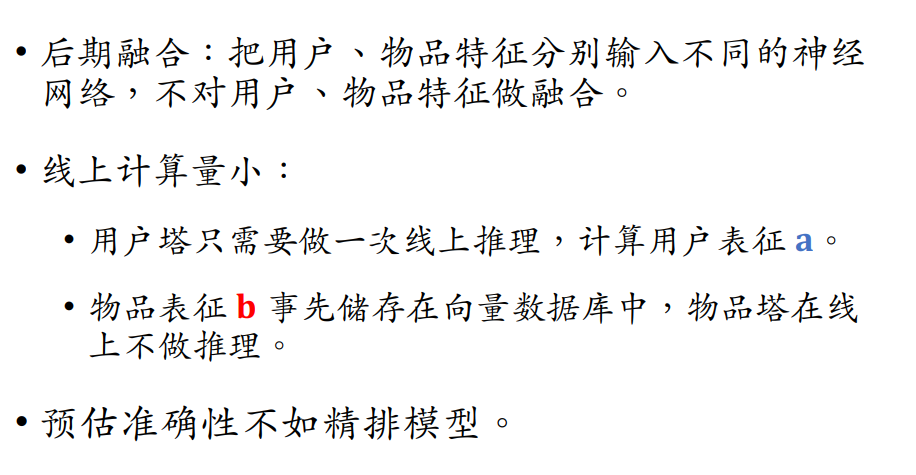 • 后期融合：把用户、物品特征分别输入不同的神经
网络，不对用户、物品特征做融合。
• 线上计算量小：
• 用户塔只需要做一次线上推理，计算用户表征 a。
• 物品表征 b 事先储存在向量数据库中，物品塔在线
上不做推理。
• 预估准确性不如精排模型。